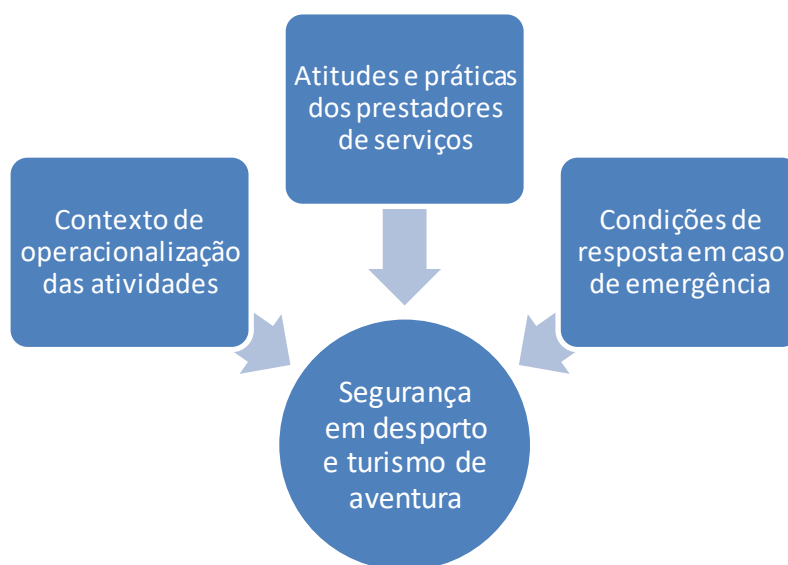 Atitudes e práticas
dos prestadores
de serviços
Contexto de
operacionalização
das atividades
Condições de
resposta em caso
de emergência
Segurança
em desporto
e turismo de
aventura